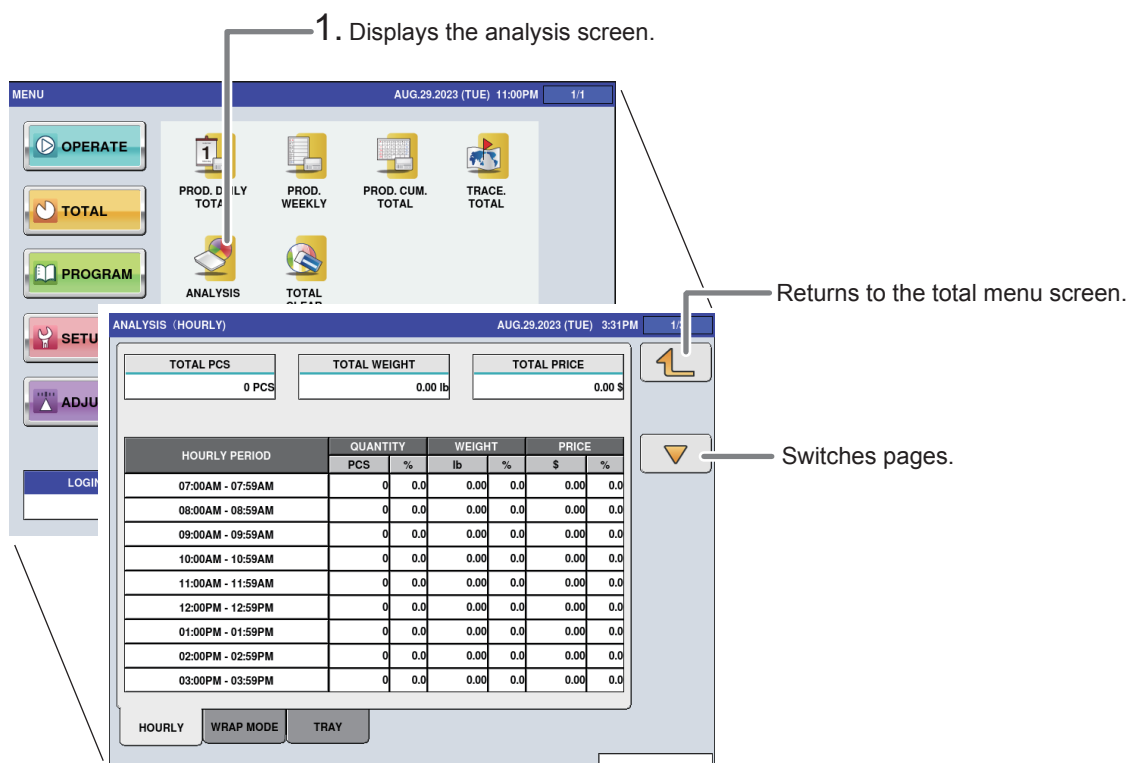 1. Displays the analysis screen.
MENU AUG.29.2023 (TUE) 11:00PM 1/1
OPERATE
TOTAL
PROGRAM
SETU
ADJU
LOGIN
PROD. D ILY
TOTA
PROD.
WEEKLY
PROD. CUM.
TOTAL
TRACE.
TOTAL
ANALYSIS
TOTAL
CLEAR
Returns to the total menu screen.
Switches pages.
ANALYSIS (HOURLY) AUG.29.2023 (TUE) 3:31PM
TOTAL PCS TOTAL WEIGHT TOTAL PRICE
0 PCS 0.00 lb 0.00 $
HOURLY PERIOD QUANTITY WEIGHT PRICE
PCS % lb % $ %
07:00AM - 07:59AM 0 0.0 0.00 0.0 0.00 0.0
08:00AM - 08:59AM 0 0.0 0.00 0.0 0.00 0.0
09:00AM - 09:59AM 0 0.0 0.00 0.0 0.00 0.0
10:00AM - 10:59AM 0 0.0 0.00 0.0 0.00 0.0
11:00AM - 11:59AM 0 0.0 0.00 0.0 0.00 0.0
12:00PM - 12:59PM 0 0.0 0.00 0.0 0.00 0.0
01:00PM - 01:59PM 0 0.0 0.00 0.0 0.00 0.0
02:00PM - 02:59PM 0 0.0 0.00 0.0 0.00 0.0
03:00PM - 03:59PM 0 0.0 0.00 0.0 0.00 0.0
HOURLY WRAP MODE TRAY